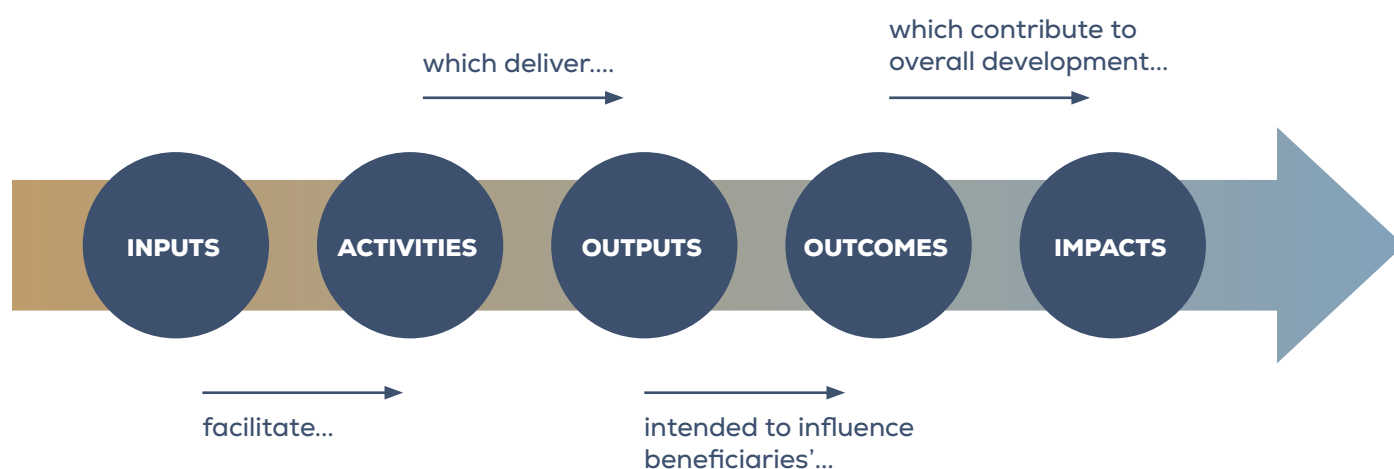 which deliver....
which contribute to
overall development...
INPUTS
ACTIVITIES
OUTPUTS
OUTCOMES
IMPACTS
facilitate...
intended to influence
beneficiaries’...